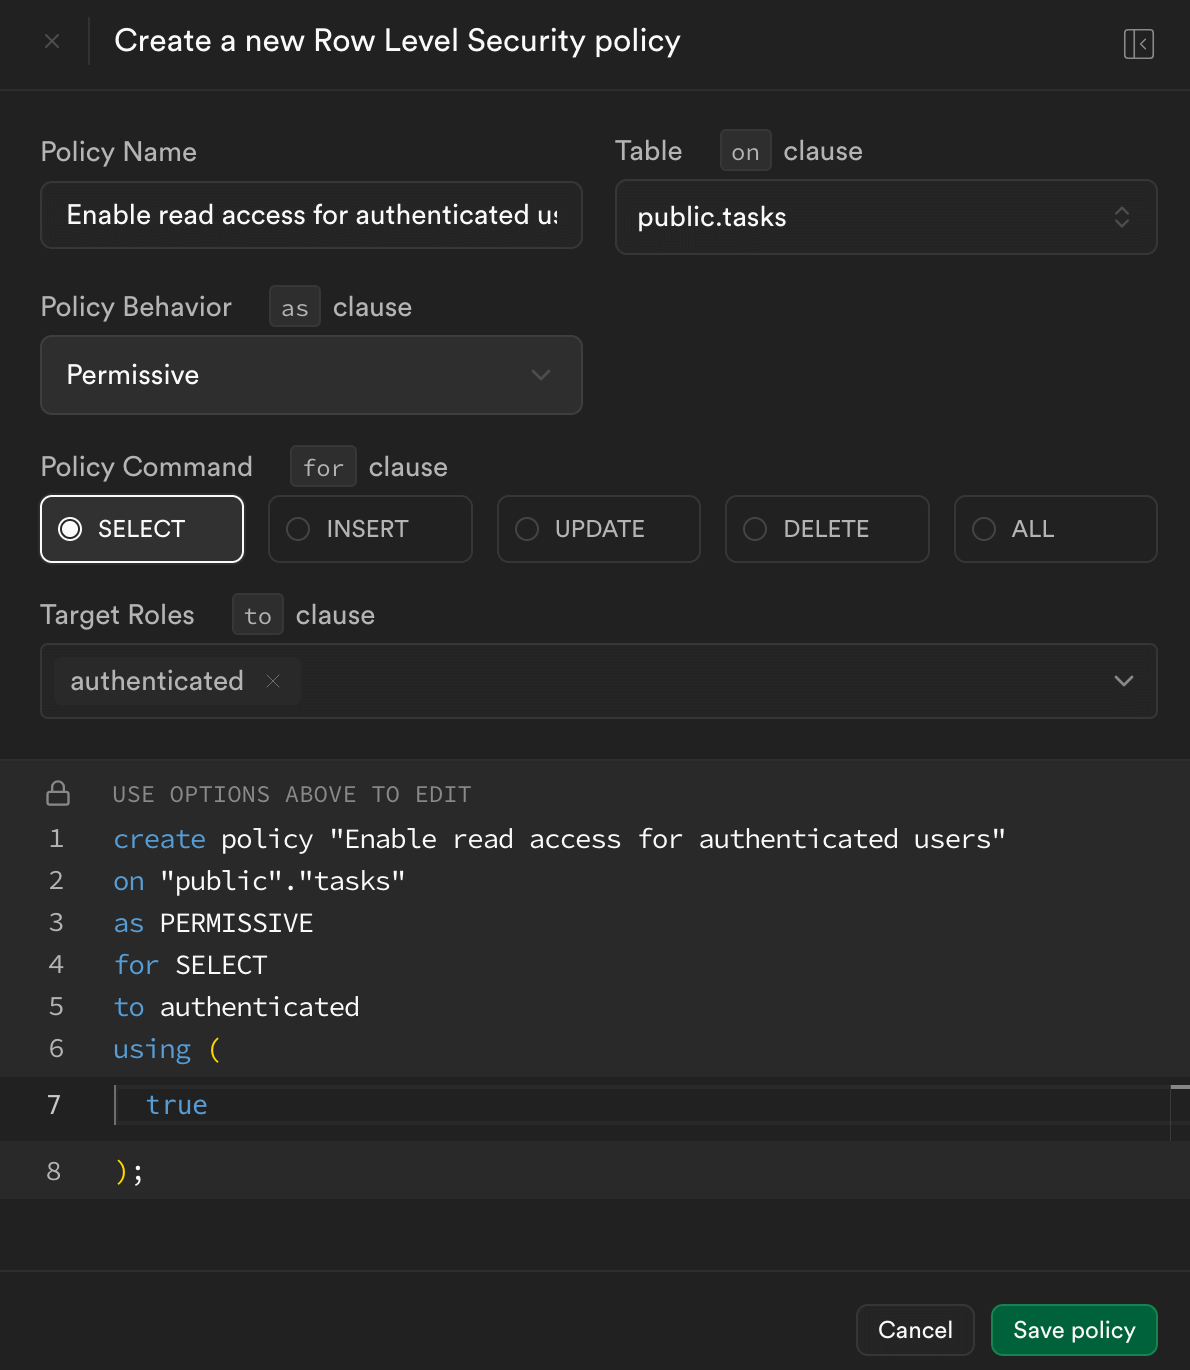 Create a new Row Level Security policy
Policy Name
Table on clause
Enable read access for authenticated us
public.tasks
Policy Behavior as clause
Permissive
Policy Command for clause
SELECT INSERT UPDATE DELETE ALL
Target Roles to clause
authenticated
USE OPTIONS ABOVE TO EDIT
1 create policy "Enable read access for authenticated users"
2 on "public"."tasks"
3 as PERMISSIVE
4 for SELECT
5 to authenticated
6 using (
7 true
8 );
Cancel Save policy